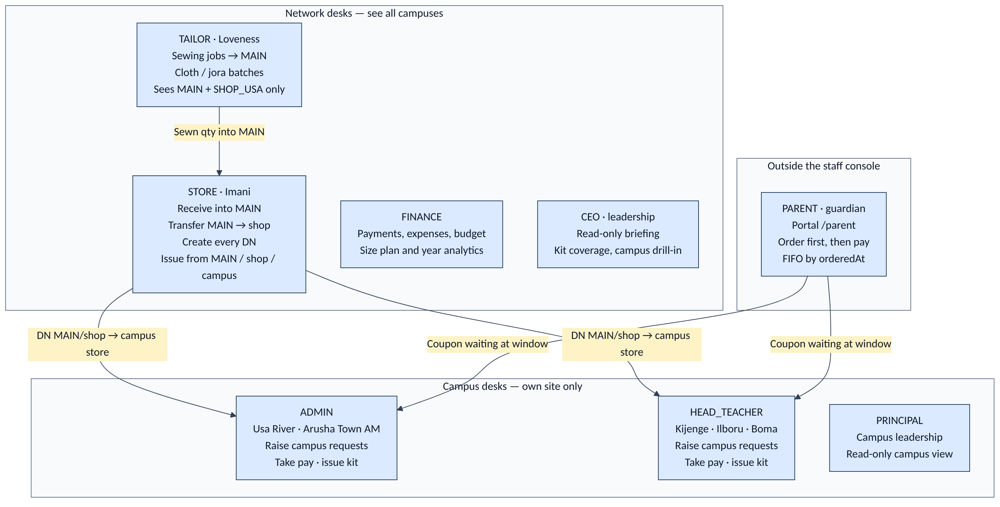 Network desks — see all campuses
TAILOR · Loveness
Sewing jobs → MAIN
Cloth / jora batches
Sees MAIN + SHOP_USA only
Sewn qty into MAIN
STORE · Imani
Receive into MAIN
Transfer MAIN → shop
Create every DN
Issue from MAIN / shop /
campus
FINANCE
Payments, expenses, budget
Size plan and year analytics
CEO · leadership
Read-only briefing
Kit coverage, campus drill-in
Outside the staff console
PARENT · guardian
Portal /parent
Order first, then pay
FIFO by orderedAt
DN MAIN/shop → campus
store
Coupon waiting at window
DN MAIN/shop → campus
store
Coupon waiting at window
Campus desks — own site only
ADMIN
Usa River · Arusha Town AM
Raise campus requests
Take pay · issue kit
HEAD_TEACHER
Kijenge · Ilboru · Boma
Raise campus requests
Take pay · issue kit
PRINCIPAL
Campus leadership
Read-only campus view